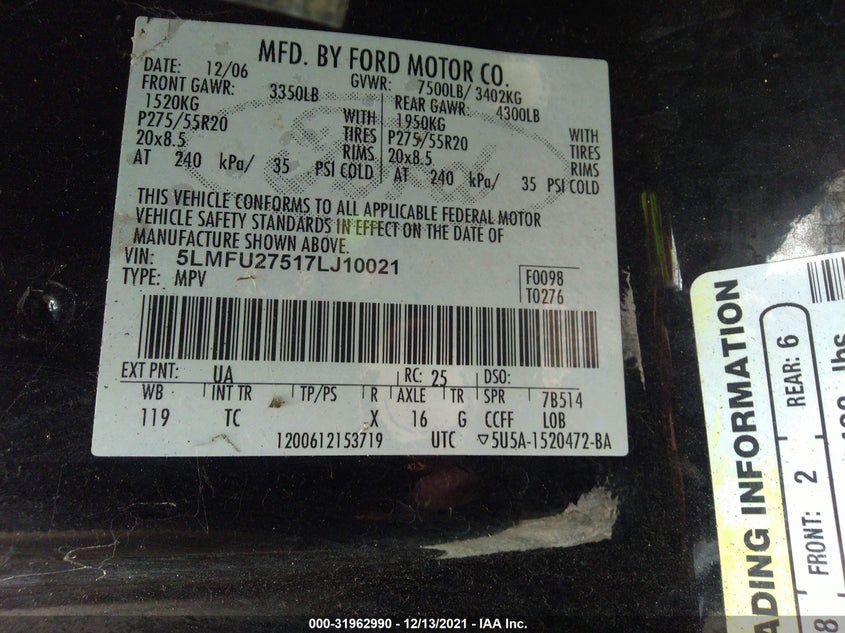 MFD. BY FORD MOTOR CO.
DATE: 12/06 GVWR: 7500LB/ 3402KG
FRONT GAWR: 3350LB REAR GAWR: 4300LB
1520KG WITH 1950KG WITH
P275/55R20 TIRES P275/55R20 TIRES
20x8.5 RIMS 20x8.5 RIMS
AT 240 kPa/ 35 PSI COLD AT 240 kPa/ 35 PSI COLD
THIS VEHICLE CONFORMS TO ALL APPLICABLE FEDERAL MOTOR
VEHICLE SAFETY STANDARDS IN EFFECT ON THE DATE OF
MANUFACTURE SHOWN ABOVE.
VIN: 5LMFU27517LJ10021
TYPE: MPV
F0098
T0276
EXT PNT: UA RC: 25 DSO:
WB INT TR TP/PS R AXLE TR SPR 7B514
119 TC X 16 G CCFF LOB
1200612153719 UTC ▽5U5A-1520472-BA
ADING INFORMATION
FRONT: 2 REAR: 6
8
lbs
000-31962990 - 12/13/2021 - IAA Inc.